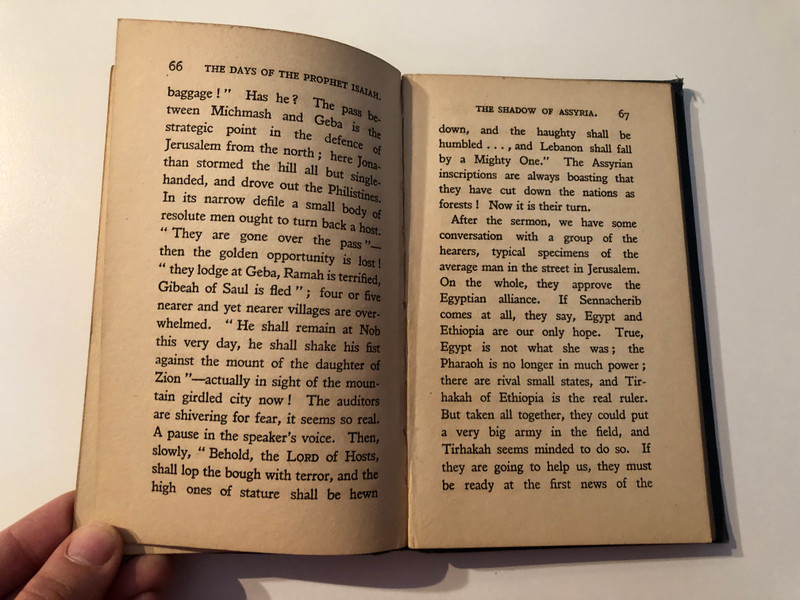 66 THE DAYS OF THE PROPHET ISAIAH.
baggage!" Has he? The pass be-
tween Michmash and Geba is the
strategic point in the defence of
Jerusalem from the north; here Jona-
than stormed the hill all but single-
handed, and drove out the Philistines.
In its narrow defile a small body of
resolute men ought to turn back a host.
"They are gone over the pass"—
then the golden opportunity is lost!
"they lodge at Geba, Ramah is terrified,
Gibeah of Saul is fled"; four or five
nearer and yet nearer villages are over-
whelmed. "He shall remain at Nob
this very day, he shall shake his fist
against the mount of the daughter of
Zion"—actually in sight of the moun-
tain girdled city now! The auditors
are shivering for fear, it seems so real.
A pause in the speaker's voice. Then,
slowly, "Behold, the LORD of Hosts,
shall lop the bough with terror, and the
high ones of stature shall be hewn
THE SHADOW OF ASSYRIA. 67
down, and the haughty shall be
humbled . . ., and Lebanon shall fall
by a Mighty One." The Assyrian
inscriptions are always boasting that
they have cut down the nations as
forests! Now it is their turn.
After the sermon, we have some
conversation with a group of the
hearers, typical specimens of the
average man in the street in Jerusalem.
On the whole, they approve the
Egyptian alliance. If Sennacherib
comes at all, they say, Egypt and
Ethiopia are our only hope. True,
Egypt is not what she was; the
Pharaoh is no longer in much power;
there are rival small states, and Tir-
hakah of Ethiopia is the real ruler.
But taken all together, they could put
a very big army in the field, and
Tirhakah seems minded to do so. If
they are going to help us, they must
be ready at the first news of the